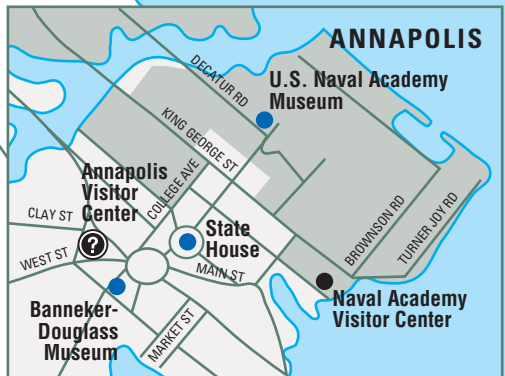 ANNAPOLIS
DECATUR RD
U.S. Naval Academy
Museum
KING GEORGE ST
Annapolis
Visitor
Center
COLLEGE AVE
CLAY ST
?
State
House
WEST ST
MAIN ST
BROWNSON RD
TURNER JOY RD
Naval Academy
Visitor Center
Banneker-
Douglass
Museum
MARKET ST